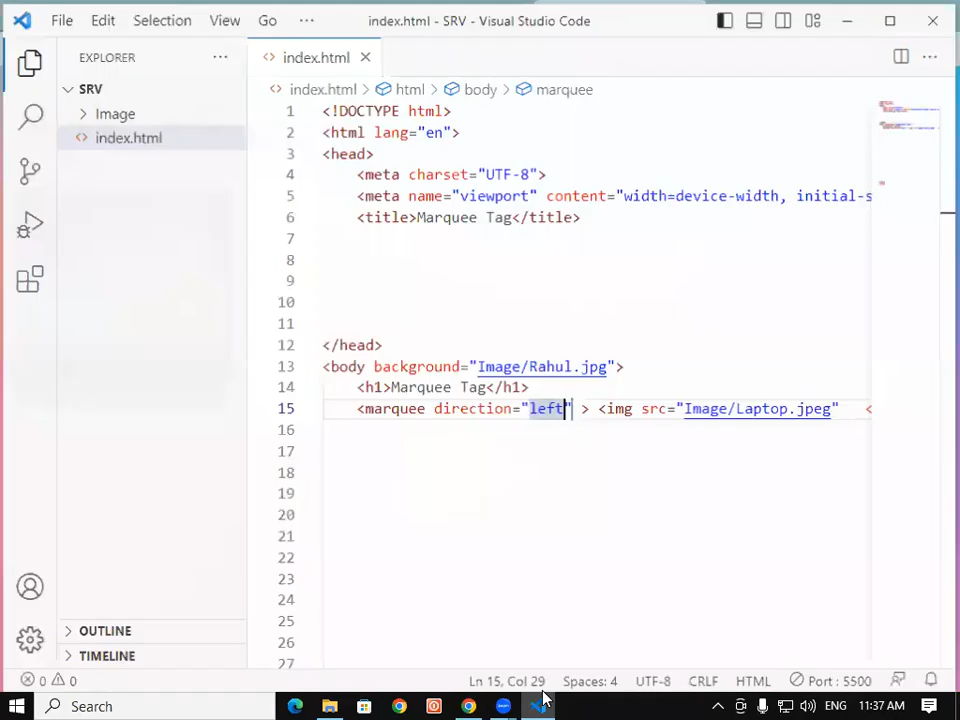 File Edit Selection View Go ··· index.html - SRV - Visual Studio Code
EXPLORER ···
index.html
SRV
Image
index.html
index.html > html > body > marquee
1 <!DOCTYPE html>
2 <html lang="en">
3 <head>
4 <meta charset="UTF-8">
5 <meta name="viewport" content="width=device-width, initial-s
6 <title>Marquee Tag</title>
7
8
9
10
11
12 </head>
13 <body background="Image/Rahul.jpg">
14 <h1>Marquee Tag</h1>
15 <marquee direction="left" > <img src="Image/Laptop.jpeg" <
16
17
18
19
20
21
22
23
24
25
26
27
OUTLINE
TIMELINE
0 0 Ln 15, Col 29 Spaces: 4 UTF-8 CRLF HTML Port : 5500
Search ENG 11:37 AM